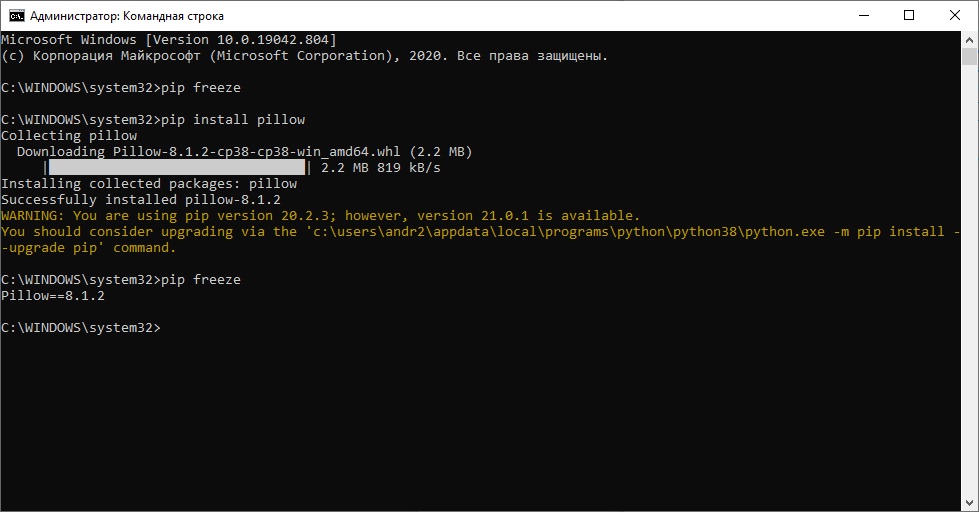 Администратор: Командная строка
Microsoft Windows [Version 10.0.19042.804]
(c) Корпорация Майкрософт (Microsoft Corporation), 2020. Все права защищены.
C:\WINDOWS\system32>pip freeze
C:\WINDOWS\system32>pip install pillow
Collecting pillow
  Downloading Pillow-8.1.2-cp38-cp38-win_amd64.whl (2.2 MB)
     |████████████████████████████████| 2.2 MB 819 kB/s
Installing collected packages: pillow
Successfully installed pillow-8.1.2
WARNING: You are using pip version 20.2.3; however, version 21.0.1 is available.
You should consider upgrading via the 'c:\users\andr2\appdata\local\programs\python\python38\python.exe -m pip install -
-upgrade pip' command.
C:\WINDOWS\system32>pip freeze
Pillow==8.1.2
C:\WINDOWS\system32>